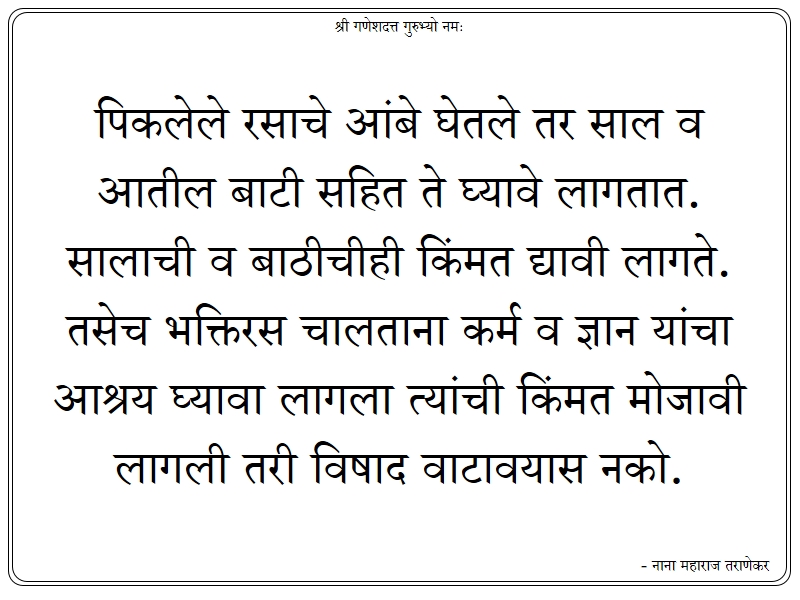 श्री गणेशदत्त गुरुभ्यो नमः
पिकलेले रसाचे आंबे घेतले तर साल व
आतील बाटी सहित ते घ्यावे लागतात.
सालाची व बाठीचीही किंमत द्यावी लागते.
तसेच भक्तिरस चालताना कर्म व ज्ञान यांचा
आश्रय घ्यावा लागला त्यांची किंमत मोजावी
लागली तरी विषाद वाटावयास नको.
- नाना महाराज तराणेकर